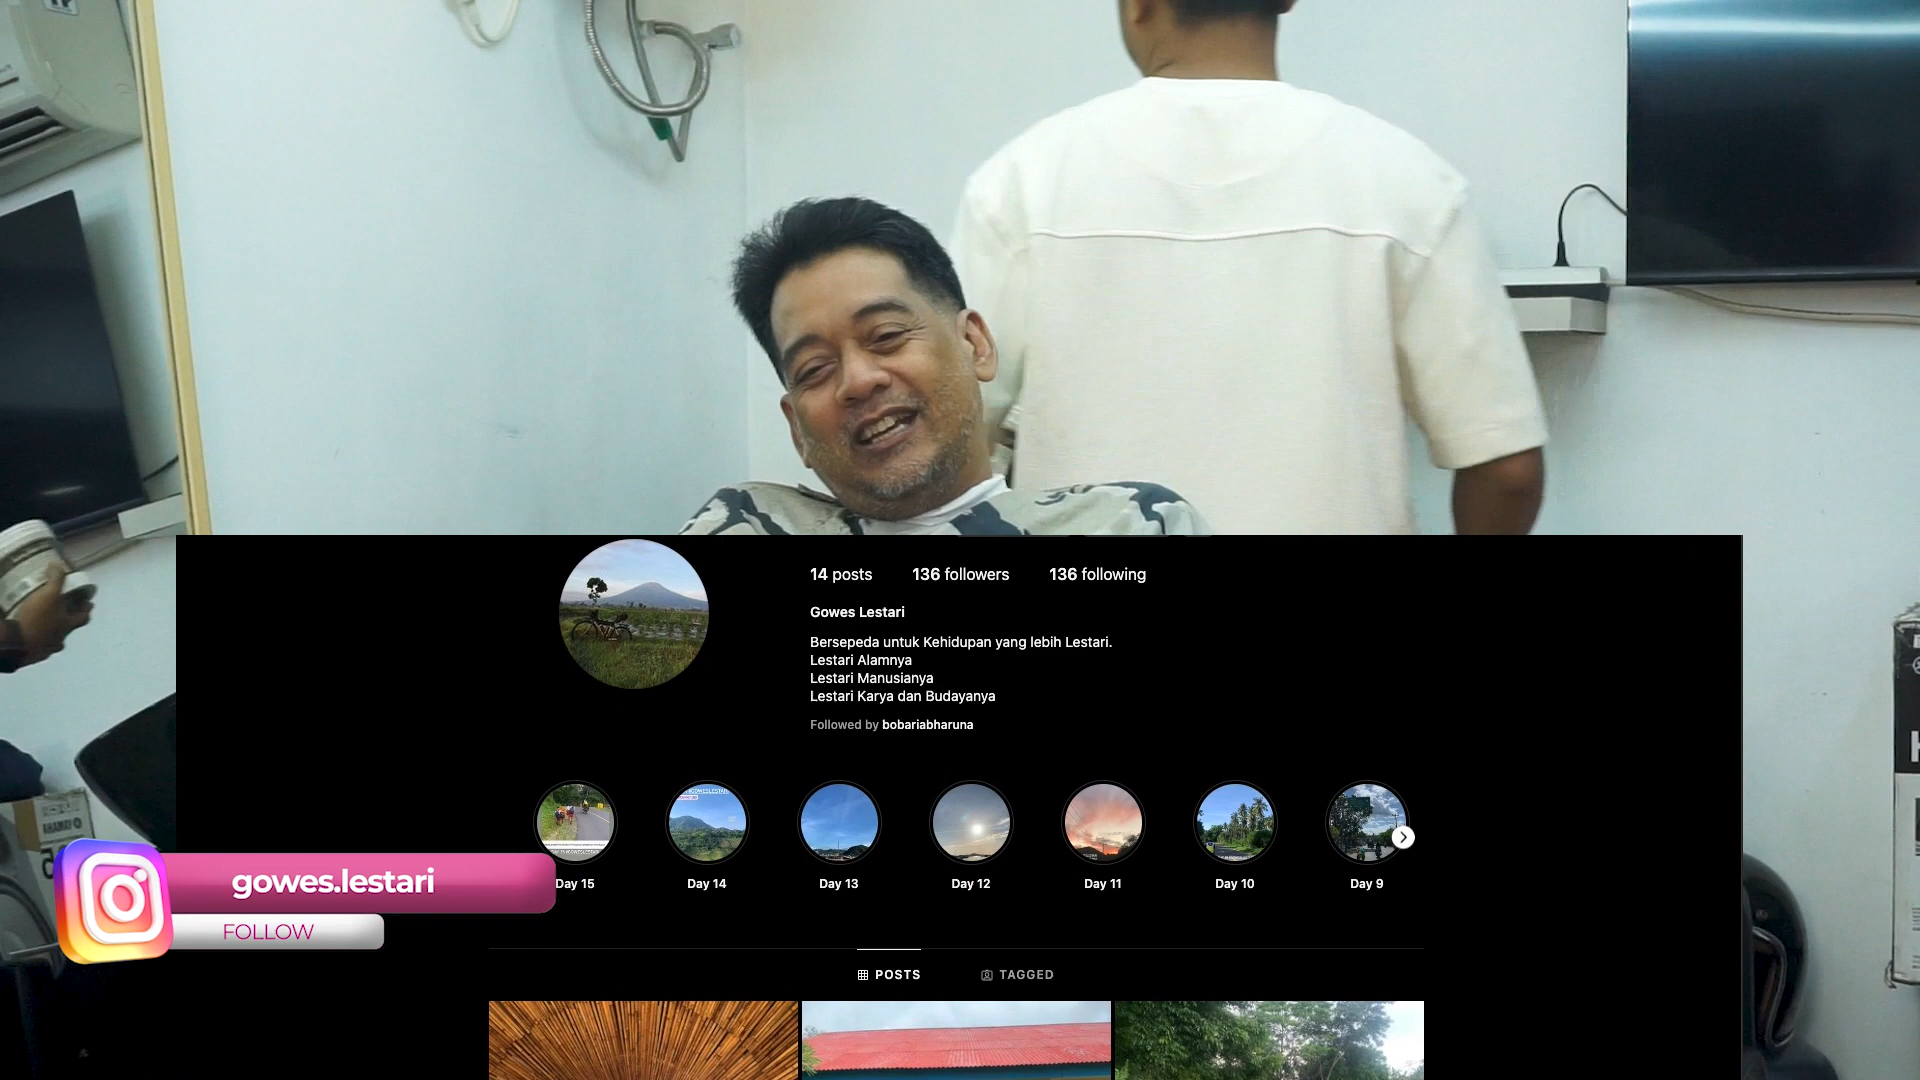 14 posts 136 followers 136 following
Gowes Lestari
Bersepeda untuk Kehidupan yang lebih Lestari.
Lestari Alamnya
Lestari Manusianya
Lestari Karya dan Budayanya
Followed by bobariabharuna
Day 15 Day 14 Day 13 Day 12 Day 11 Day 10 Day 9
gowes.lestari
FOLLOW
POSTS TAGGED